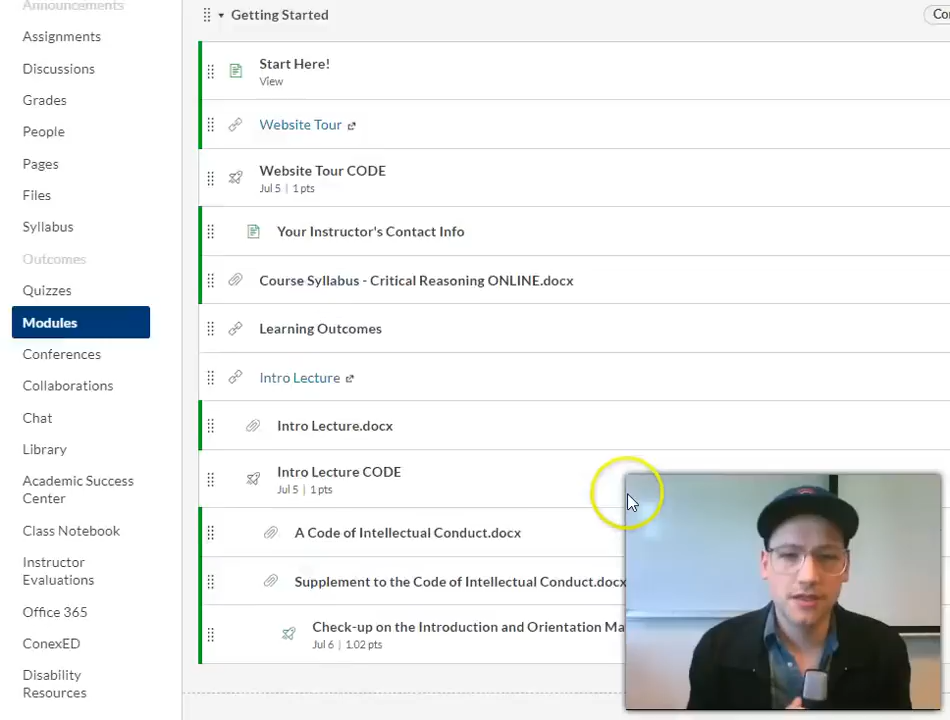 Announcements
Assignments
Discussions
Grades
People
Pages
Files
Syllabus
Outcomes
Quizzes
Modules
Conferences
Collaborations
Chat
Library
Academic Success
Center
Class Notebook
Instructor
Evaluations
Office 365
ConexED
Disability
Resources
Getting Started
Co
Start Here!
View
Website Tour
Website Tour CODE
Jul 5 | 1 pts
Your Instructor's Contact Info
Course Syllabus - Critical Reasoning ONLINE.docx
Learning Outcomes
Intro Lecture
Intro Lecture.docx
Intro Lecture CODE
Jul 5 | 1 pts
A Code of Intellectual Conduct.docx
Supplement to the Code of Intellectual Conduct.docx
Check-up on the Introduction and Orientation Ma
Jul 6 | 1.02 pts